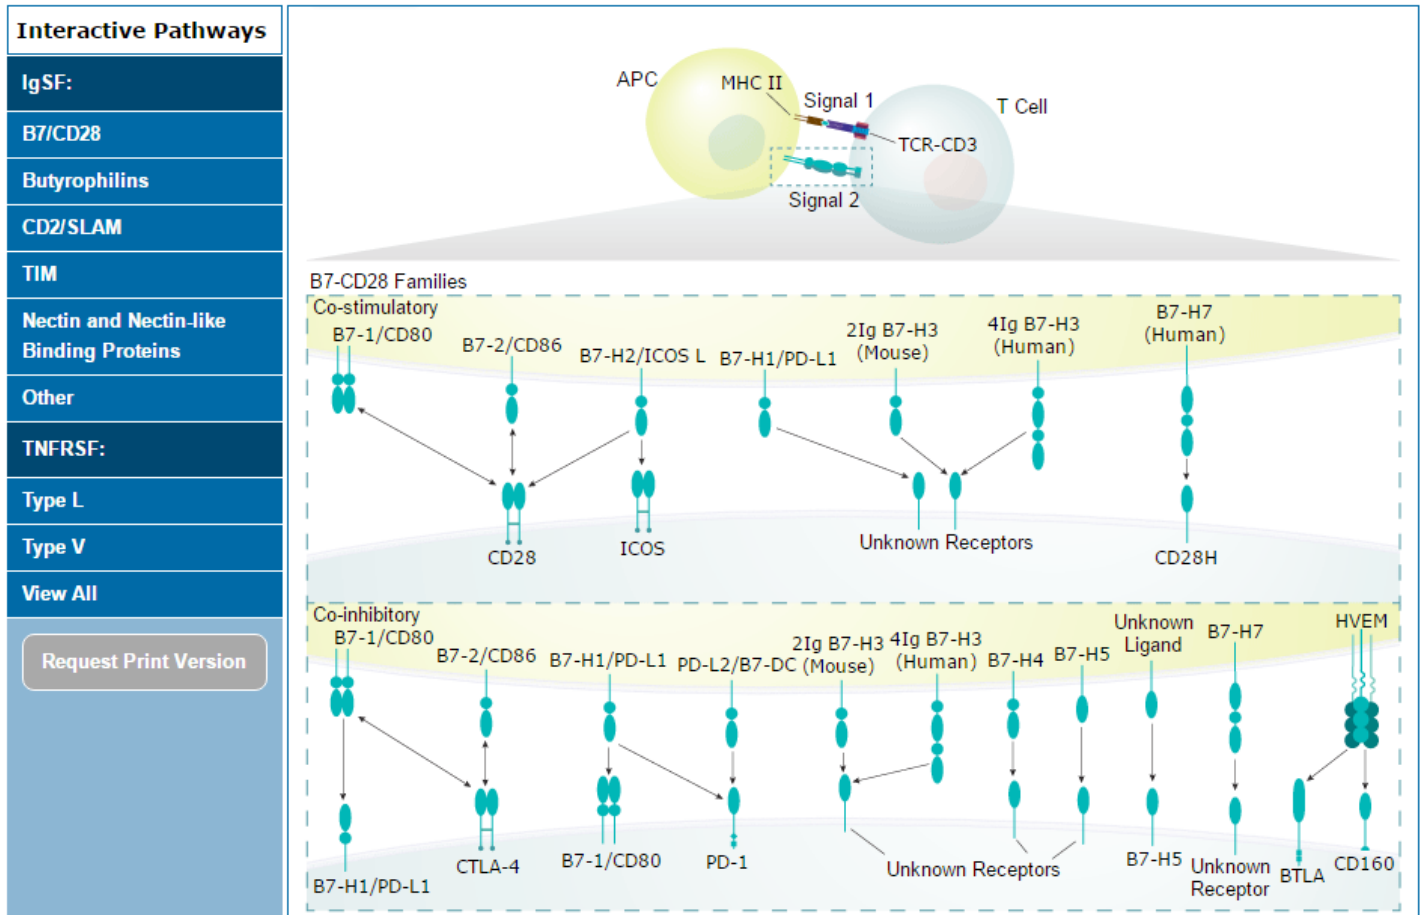 Interactive Pathways
IgSF:
B7/CD28
Butyrophilins
CD2/SLAM
TIM
Nectin and Nectin-like
Binding Proteins
Other
TNFRSF:
Type L
Type V
View All
Request Print Version
APC
MHC II
Signal 1
T Cell
TCR-CD3
Signal 2
B7-CD28 Families
Co-stimulatory
B7-1/CD80
B7-2/CD86
B7-H2/ICOS L
B7-H1/PD-L1
2Ig B7-H3
(Mouse)
4Ig B7-H3
(Human)
B7-H7
(Human)
CD28
ICOS
Unknown Receptors
CD28H
Co-inhibitory
B7-1/CD80
B7-2/CD86
B7-H1/PD-L1
PD-L2/B7-DC
2Ig B7-H3
(Mouse)
4Ig B7-H3
(Human)
B7-H4
B7-H5
Unknown
Ligand
B7-H7
HVEM
B7-H1/PD-L1
CTLA-4
B7-1/CD80
PD-1
Unknown Receptors
B7-H5
Unknown
Receptor
BTLA
CD160